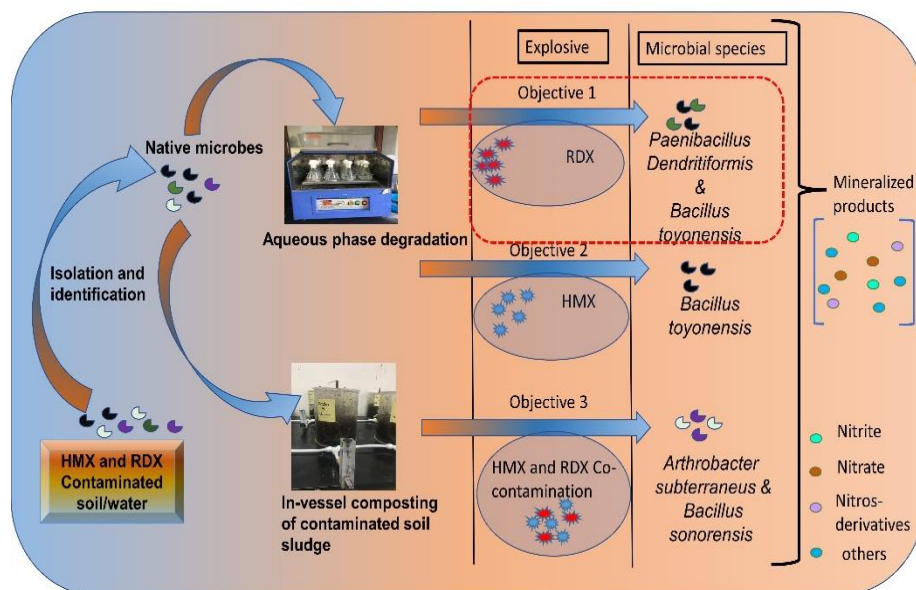 Explosive
Microbial species
Objective 1
Native microbes
RDX
Paenibacillus
Dendritiformis
&
Bacillus
toyonensis
Mineralized
products
Aqueous phase degradation
Isolation and
identification
Objective 2
HMX
Bacillus
toyonensis
Objective 3
HMX and RDX Co-
contamination
Arthrobacter
subterraneus &
Bacillus
sonorensis
HMX and RDX
Contaminated
soil/water
In-vessel composting
of contaminated soil
sludge
Nitrite
Nitrate
Nitros-
derivatives
others